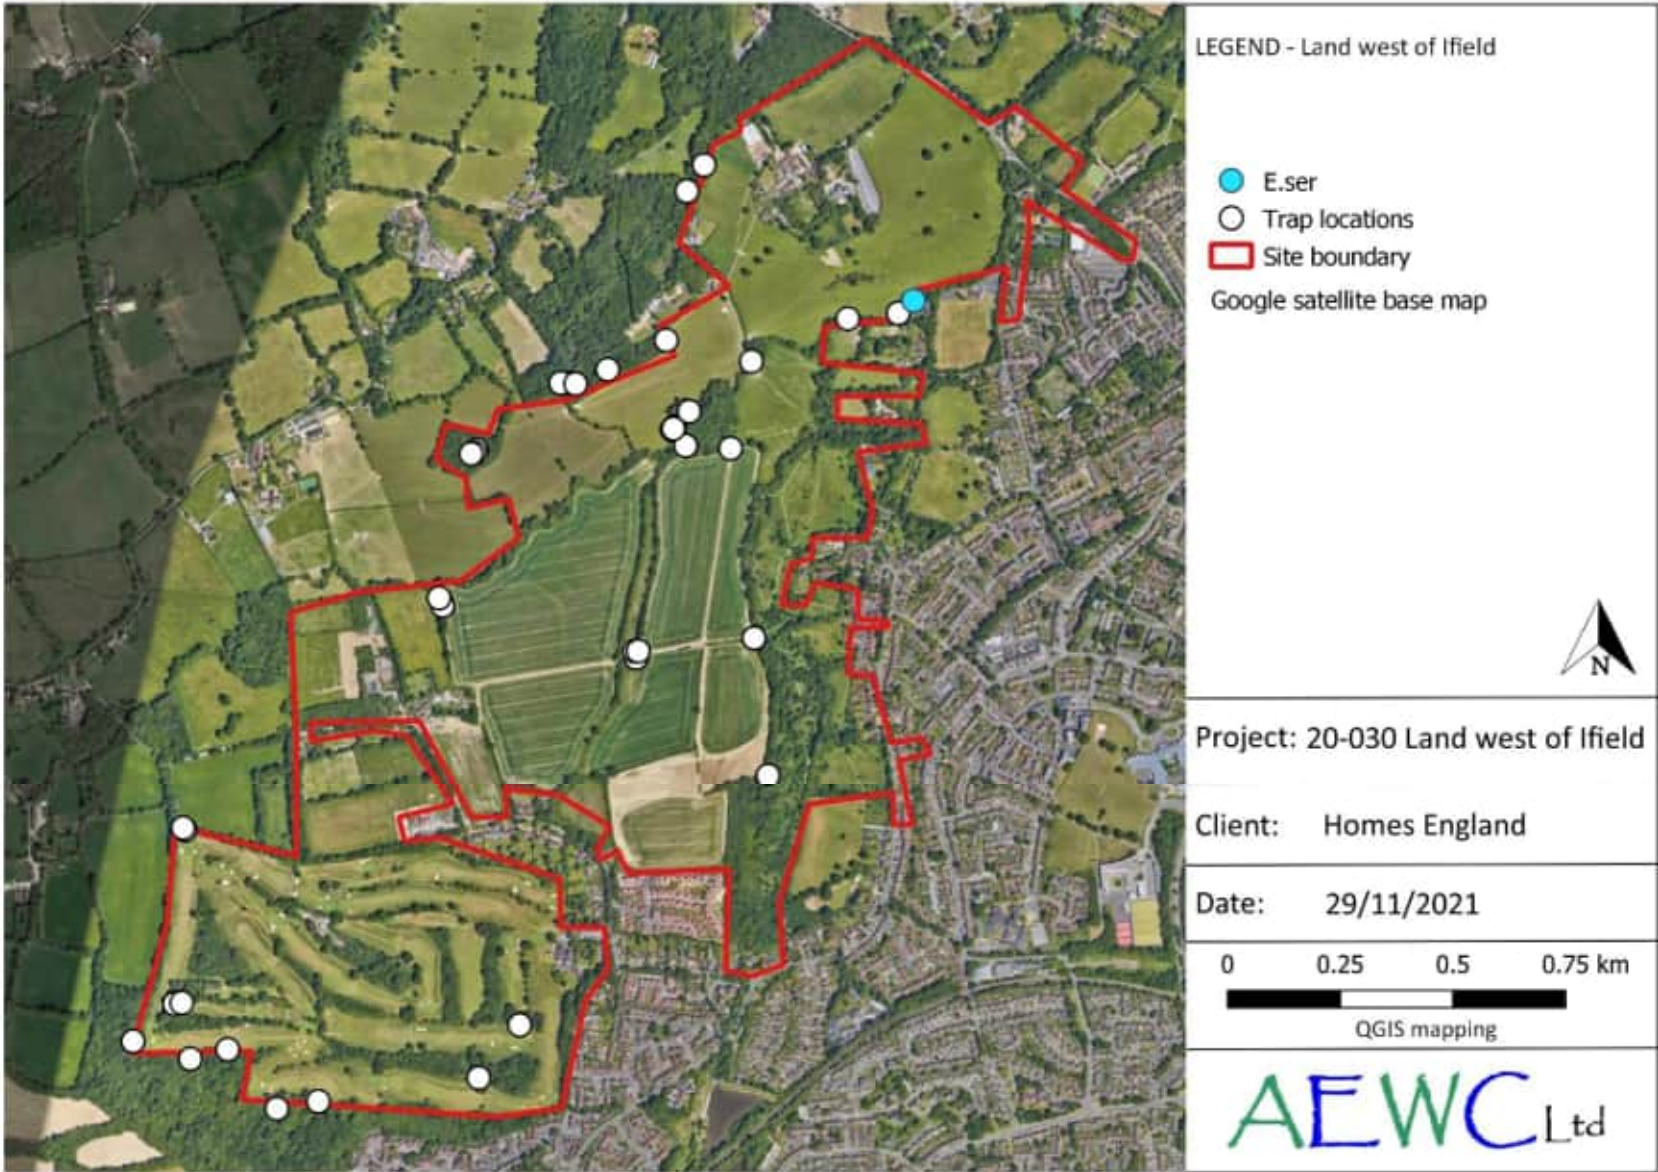 LEGEND - Land west of Ifield
E.ser
Trap locations
Site boundary
Google satellite base map
N
Project: 20-030 Land west of Ifield
Client: Homes England
Date: 29/11/2021
0 0.25 0.5 0.75 km
QGIS mapping
AEWC Ltd